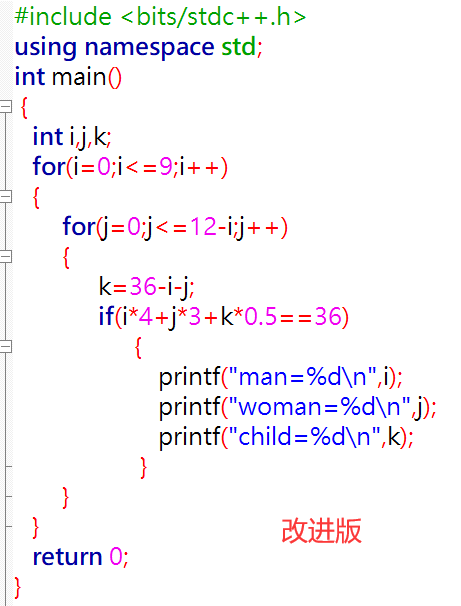 #include <bits/stdc++.h>
using namespace std;
int main()
{
int i,j,k;
for(i=0;i<=9;i++)
{
for(j=0;j<=12-i;j++)
{
k=36-i-j;
if(i*4+j*3+k*0.5==36)
{
printf("man=%d\n",i);
printf("woman=%d\n",j);
printf("child=%d\n",k);
}
}
}
改进版
return 0;
}